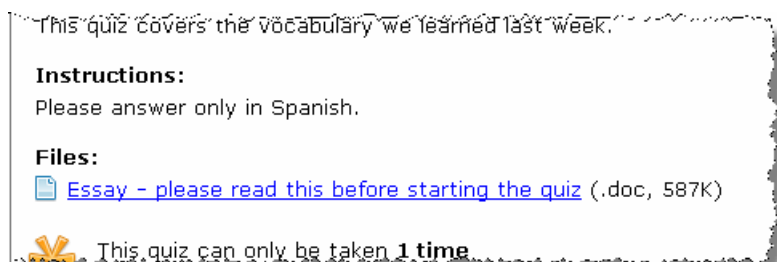 This quiz covers the vocabulary we learned last week.
Instructions:
Please answer only in Spanish.
Files:
Essay - please read this before starting the quiz (.doc, 587K)
This quiz can only be taken 1 time